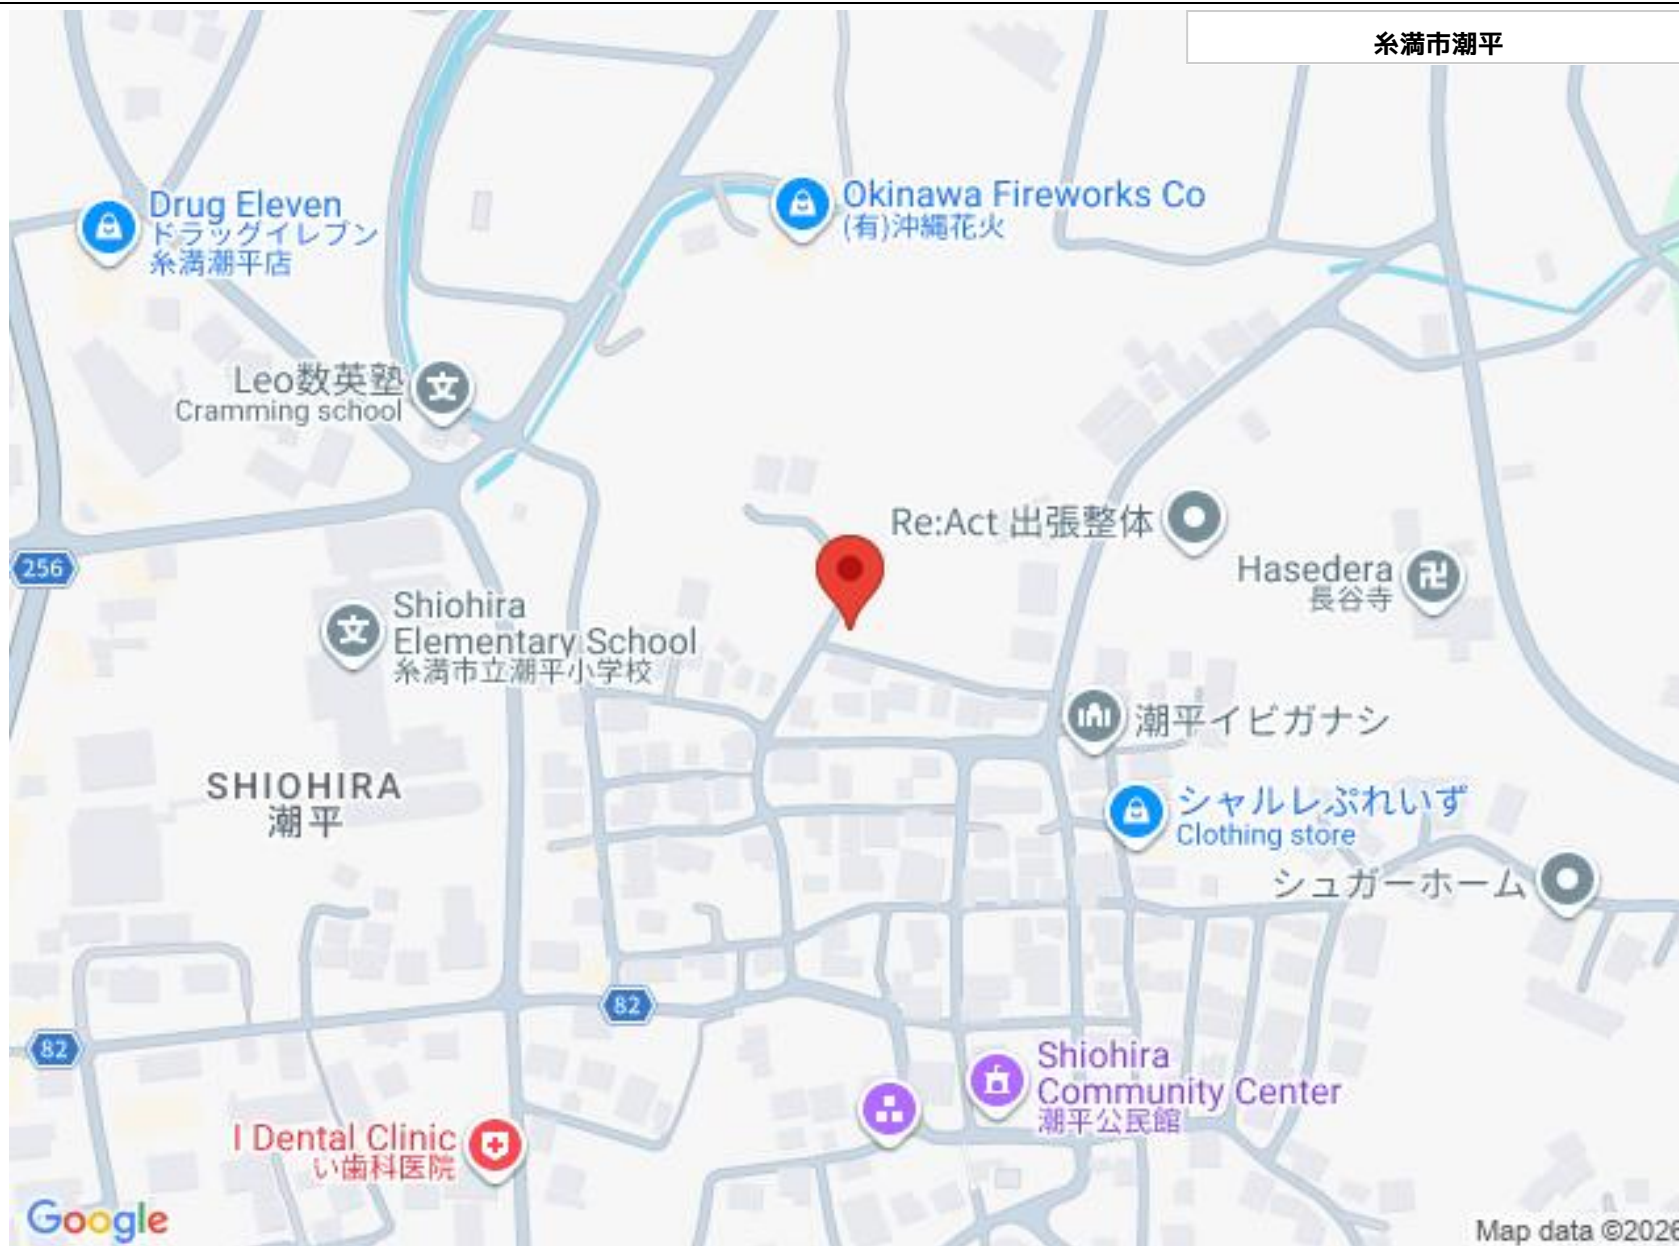 糸満市潮平
Drug Eleven
ドラッグイレブン
糸満潮平店
Okinawa Fireworks Co
(有)沖縄花火
Leo数英塾
Cramming school
Re:Act 出張整体
256
Hasedera
長谷寺
Shiohira
Elementary School
糸満市立潮平小学校
潮平イビガナシ
SHIOHIRA
潮平
シャルレぷれいず
Clothing store
シュガーホーム
82
82
Shiohira
Community Center
潮平公民館
I Dental Clinic
い歯科医院
Google
Map data ©2026